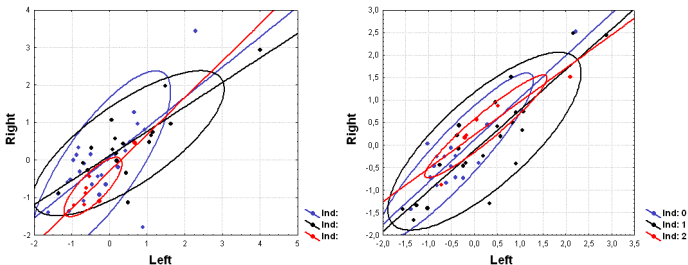 4
3
2
1
0
-1
-2
-2 -1 0 1 2 3 4 5
Right
Left
Ind:
Ind:
Ind:
3,0
2,5
2,0
1,5
1,0
0,5
0,0
-0,5
-1,0
-1,5
-2,0
-2,0 -1,5 -1,0 -0,5 0,0 0,5 1,0 1,5 2,0 2,5 3,0 3,5
Right
Left
Ind: 0
Ind: 1
Ind: 2